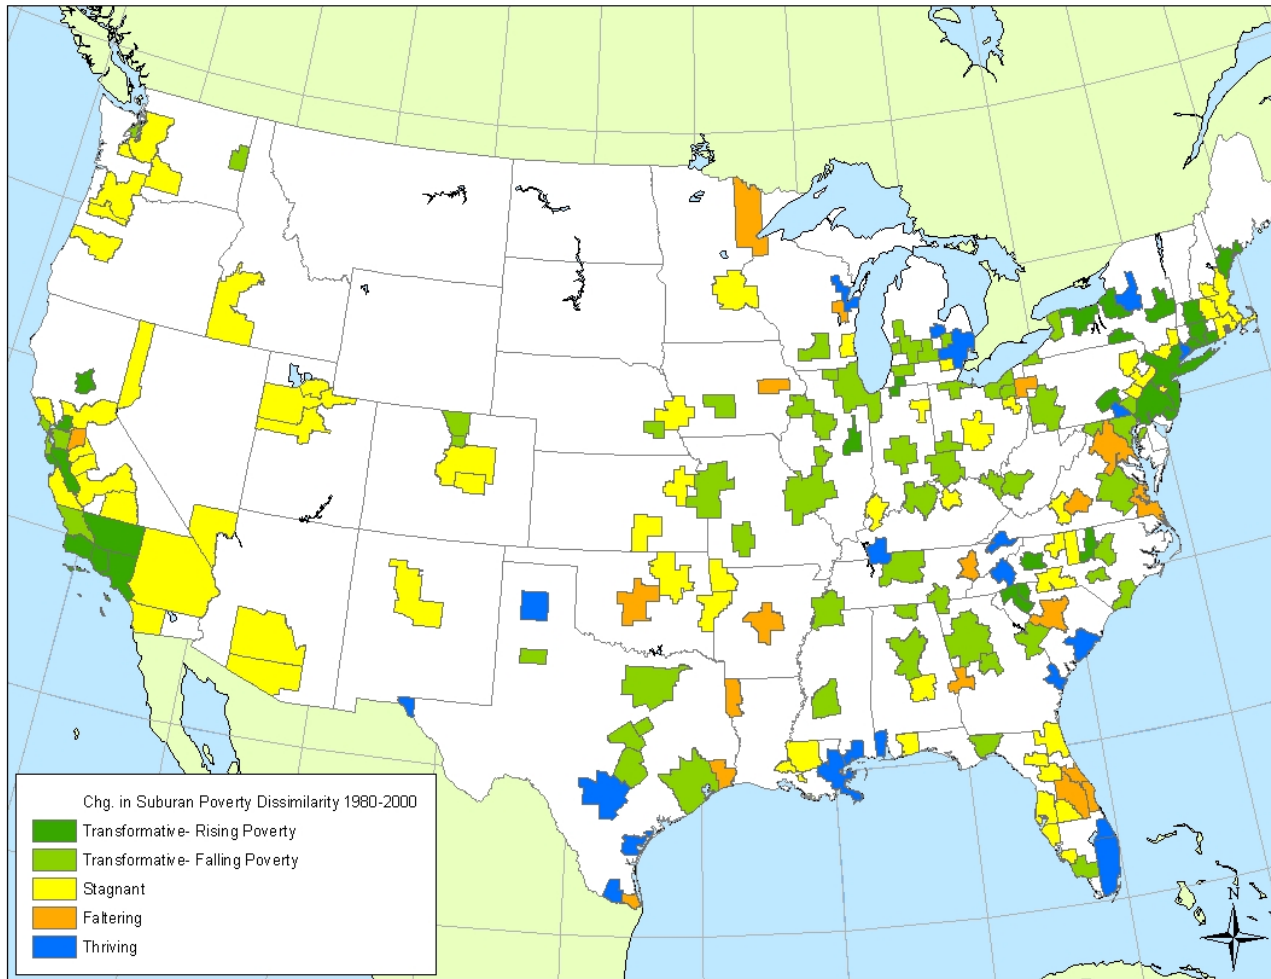 Chg. in Suburan Poverty Dissimilarity 1980-2000
Transformative- Rising Poverty
Transformative- Falling Poverty
Stagnant
Faltering
Thriving
N